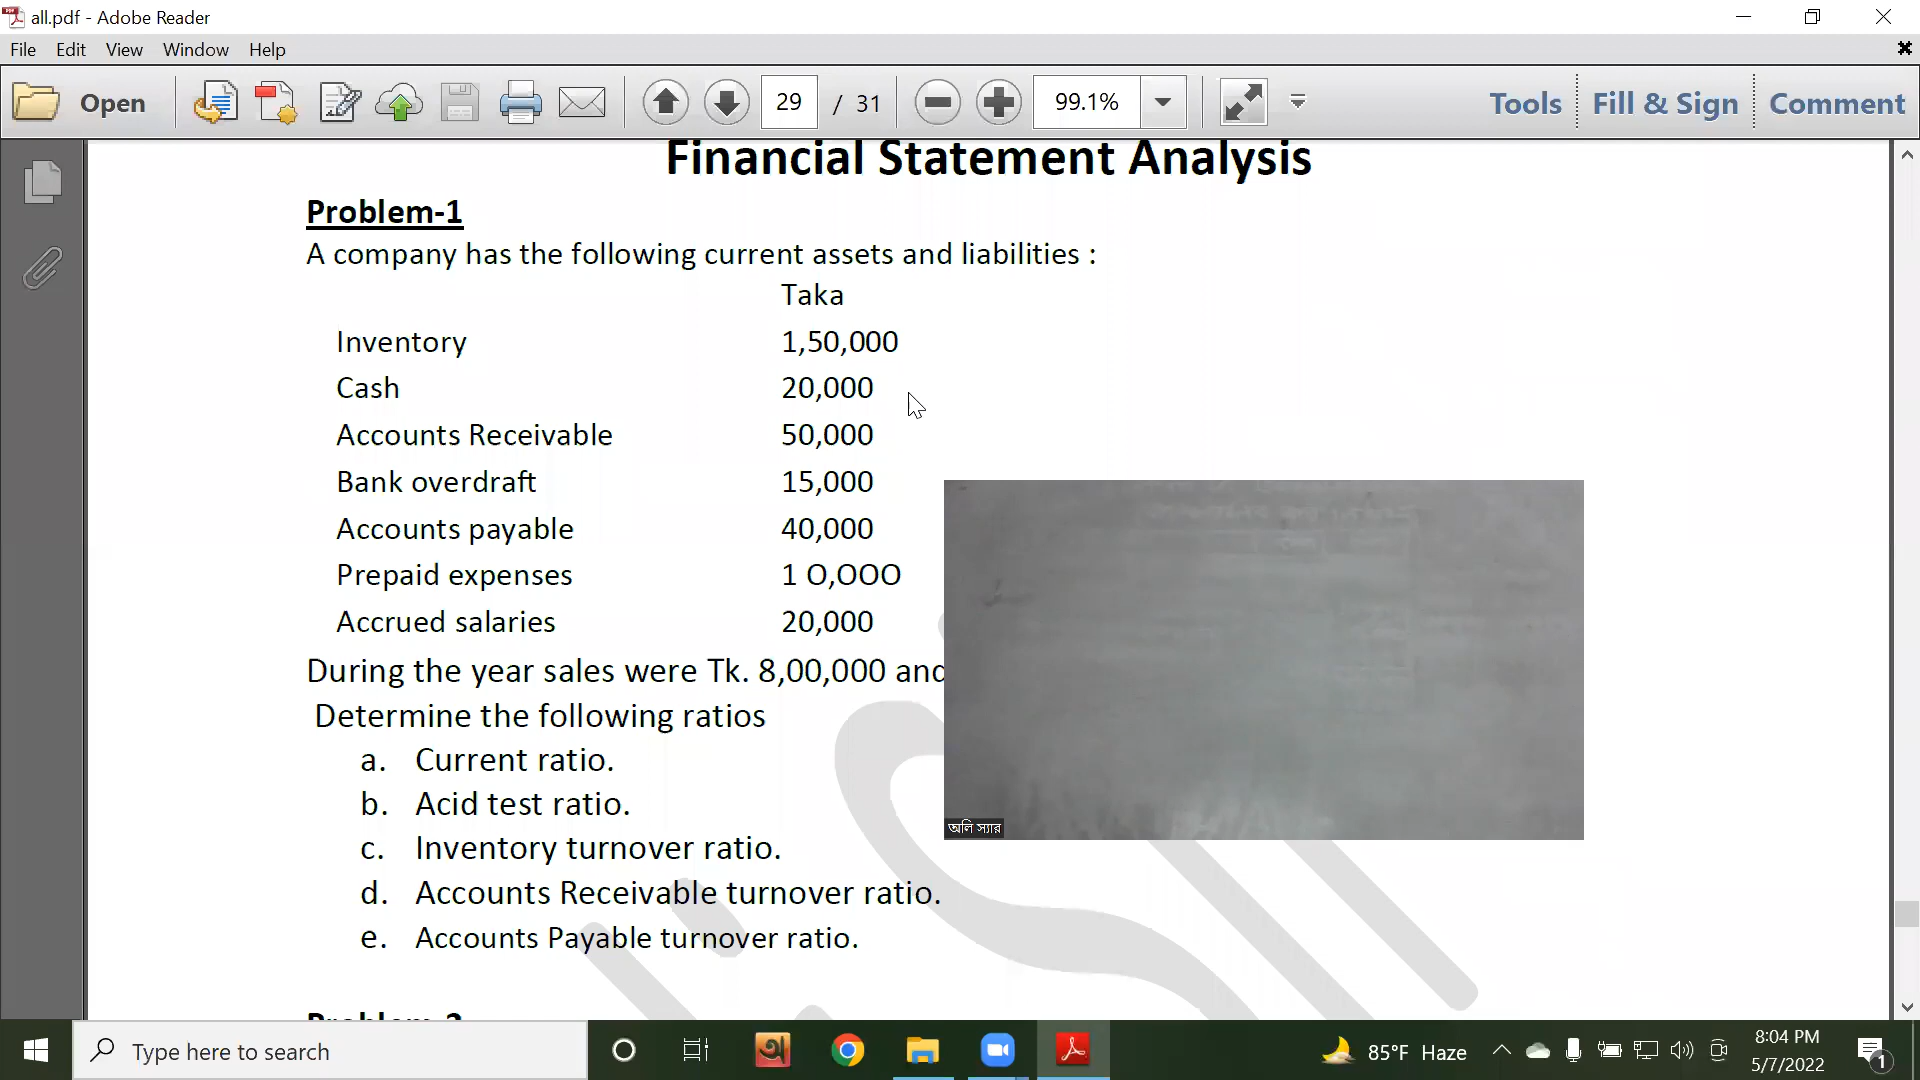 all.pdf - Adobe Reader
File Edit View Window Help
Open 29 / 31 99.1% Tools Fill & Sign Comment
Financial Statement Analysis
Problem-1
A company has the following current assets and liabilities :
Taka
Inventory 1,50,000
Cash 20,000
Accounts Receivable 50,000
Bank overdraft 15,000
Accounts payable 40,000
Prepaid expenses 1 O,OOO
Accrued salaries 20,000
During the year sales were Tk. 8,00,000 and
Determine the following ratios
a. Current ratio.
b. Acid test ratio.
c. Inventory turnover ratio.
d. Accounts Receivable turnover ratio.
e. Accounts Payable turnover ratio.
অলি স্যার
Type here to search
85°F Haze
8:04 PM
5/7/2022
1